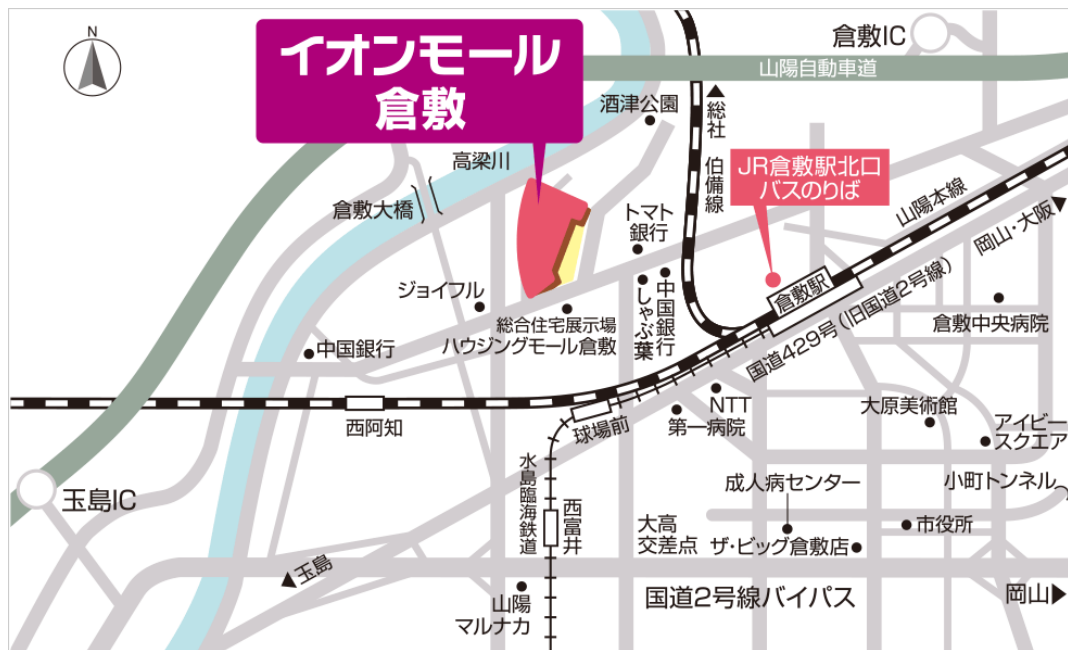 N
イオンモール
倉敷
倉敷IC
山陽自動車道
酒津公園
総社
伯備線
高梁川
JR倉敷駅北口
バスのりば
倉敷大橋
トマト
銀行
山陽本線
岡山・大阪
ジョイフル
中国銀行
しゃぶ葉
倉敷駅
国道429号(旧国道2号線)
倉敷中央病院
総合住宅展示場
ハウジングモール倉敷
中国銀行
西阿知
球場前
NTT
第一病院
大原美術館
アイビー
スクエア
水島臨海鉄道
玉島IC
成人病センター
小町トンネル
西富井
大高
交差点
市役所
ザ・ビッグ倉敷店
玉島
山陽
マルナカ
国道2号線バイパス
岡山